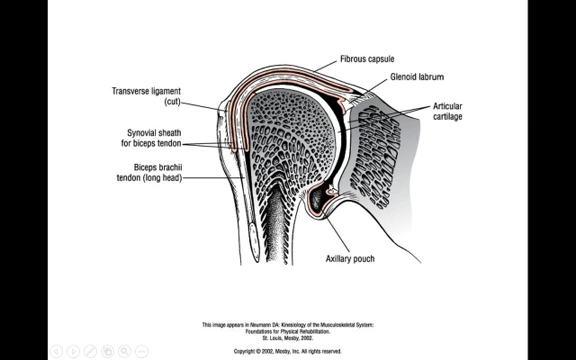 Fibrous capsule
Glenoid labrum
Transverse ligament
(cut)
Articular
cartilage
Synovial sheath
for biceps tendon
Biceps brachii
tendon (long head)
Axillary pouch
This image appears in Neumann DA: Kinesiology of the Musculoskeletal System:
Foundations for Physical Rehabilitation.
St. Louis, Mosby, 2002.
Copyright © 2002, Mosby, Inc. All rights reserved.